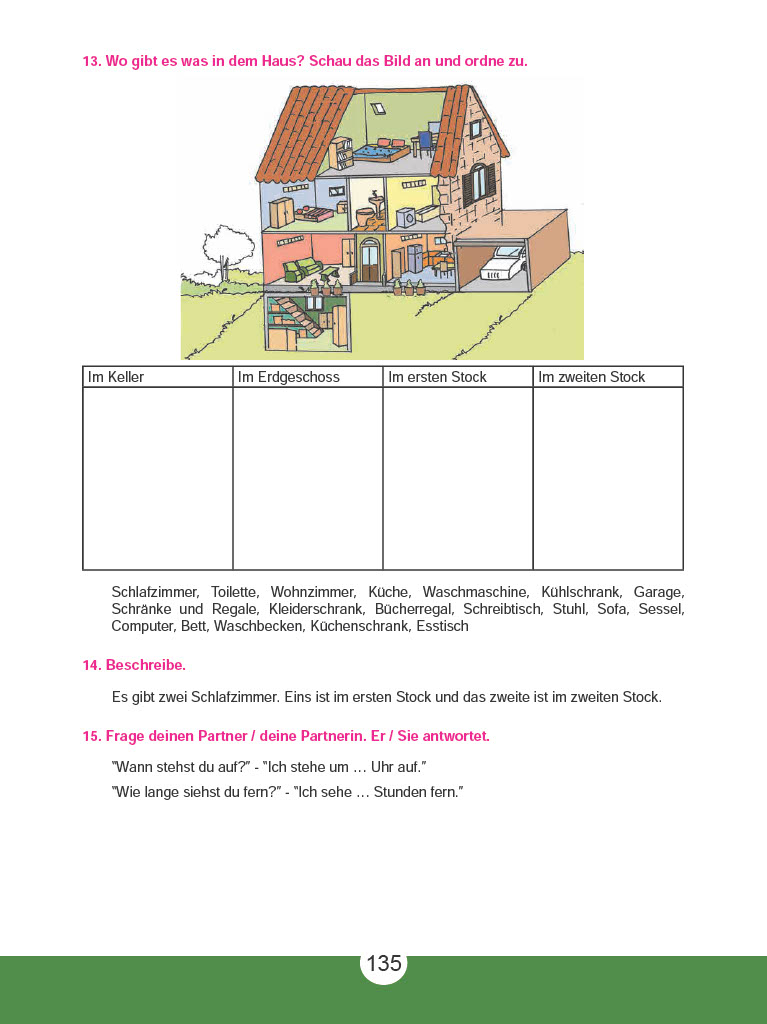 13. Wo gibt es was in dem Haus? Schau das Bild an und ordne zu.
Im Keller Im Erdgeschoss Im ersten Stock Im zweiten Stock
Schlafzimmer, Toilette, Wohnzimmer, Küche, Waschmaschine, Kühlschrank, Garage,
Schränke und Regale, Kleiderschrank, Bücherregal, Schreibtisch, Stuhl, Sofa, Sessel,
Computer, Bett, Waschbecken, Küchenschrank, Esstisch
14. Beschreibe.
Es gibt zwei Schlafzimmer. Eins ist im ersten Stock und das zweite ist im zweiten Stock.
15. Frage deinen Partner / deine Partnerin. Er / Sie antwortet.
“Wann stehst du auf?” - “Ich stehe um … Uhr auf.”
“Wie lange siehst du fern?” - “Ich sehe … Stunden fern.”
135